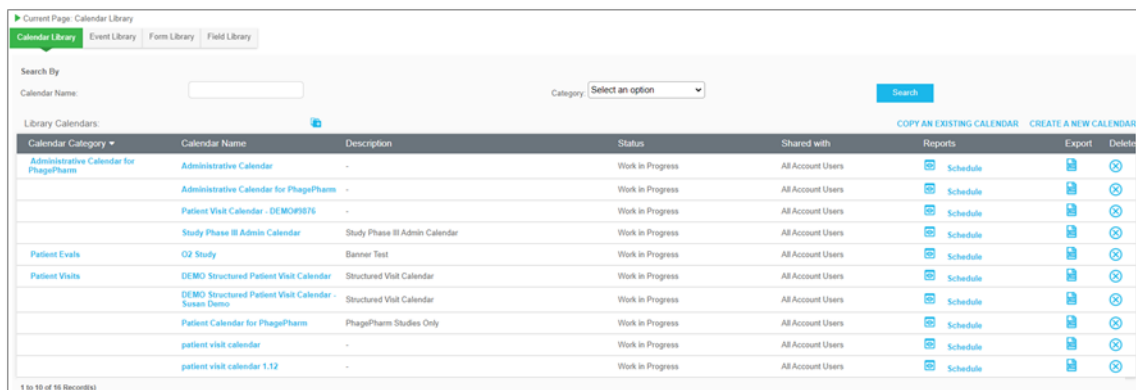 Current Page: Calendar Library
Calendar Library Event Library Form Library Field Library
Search By
Calendar Name: Category: Select an option Search
Library Calendars: COPY AN EXISTING CALENDAR CREATE A NEW CALENDAR
Calendar Category Calendar Name Description Status Shared with Reports Export Delete
Administrative Calendar for
PhagePharm Administrative Calendar - Work in Progress All Account Users Schedule
Administrative Calendar for PhagePharm - Work in Progress All Account Users Schedule
Patient Visit Calendar - DEMO#9876 - Work in Progress All Account Users Schedule
Study Phase III Admin Calendar Study Phase III Admin Calendar Work in Progress All Account Users Schedule
Patient Evals O2 Study Banner Test Work in Progress All Account Users Schedule
Patient Visits DEMO Structured Patient Visit Calendar Structured Visit Calendar Work in Progress All Account Users Schedule
DEMO Structured Patient Visit Calendar -
Susan Demo Structured Visit Calendar Work in Progress All Account Users Schedule
Patient Calendar for PhagePharm PhagePharm Studies Only Work in Progress All Account Users Schedule
patient visit calendar - Work in Progress All Account Users Schedule
patient visit calendar 1.12 - Work in Progress All Account Users Schedule
1 to 10 of 16 Record(s)